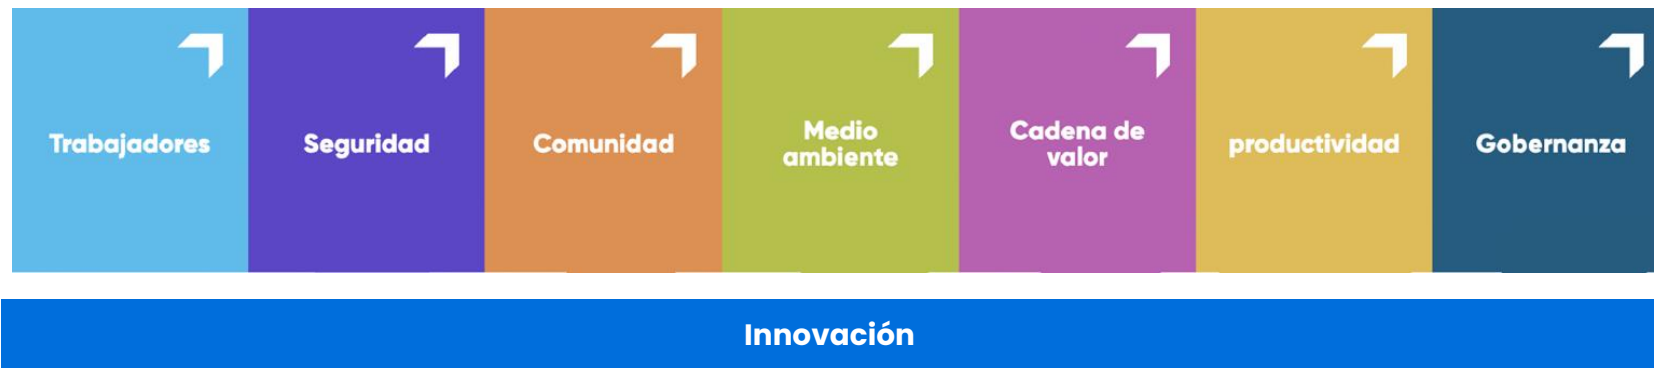 Trabajadores
Seguridad
Comunidad
Medio
ambiente
Cadena de
valor
productividad
Gobernanza
Innovación